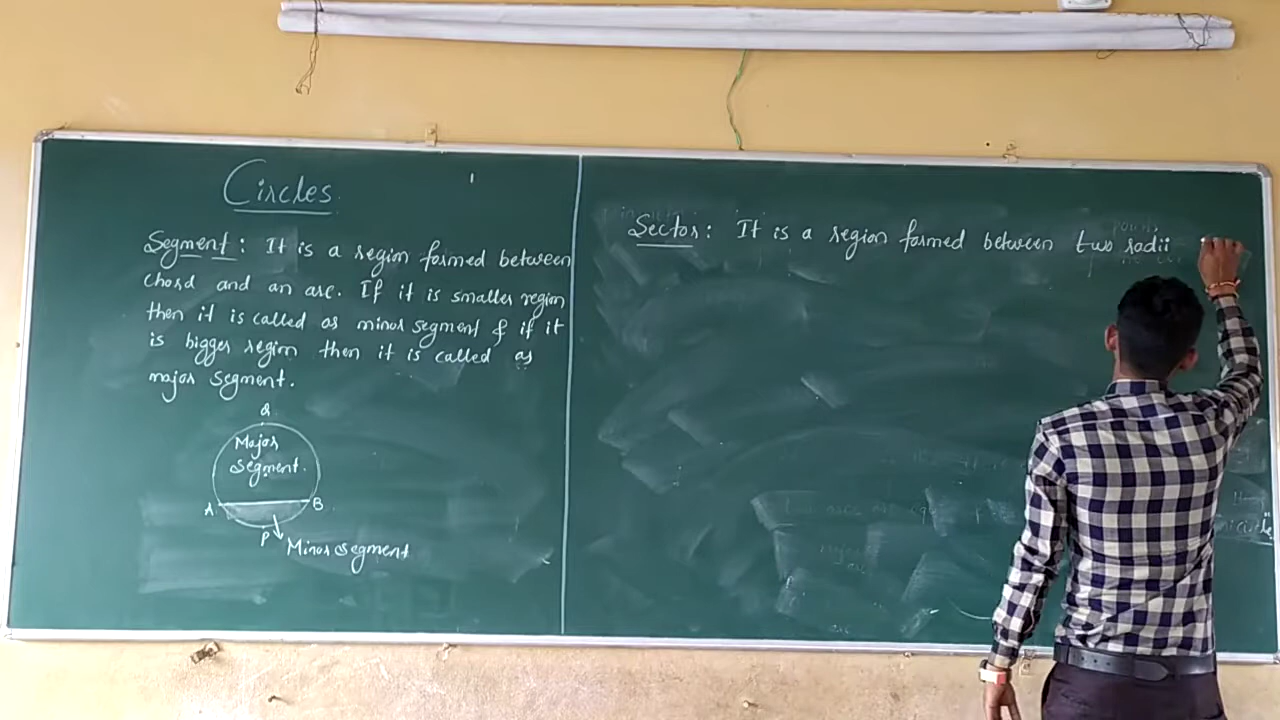 Circles
Segment: It is a region formed between
chord and an arc. If it is smaller region
then it is called as minor segment & if it
is bigger region then it is called as
major segment.
Q
Major
segment.
A
B
P
Minor segment
Sector: It is a region formed between two radii